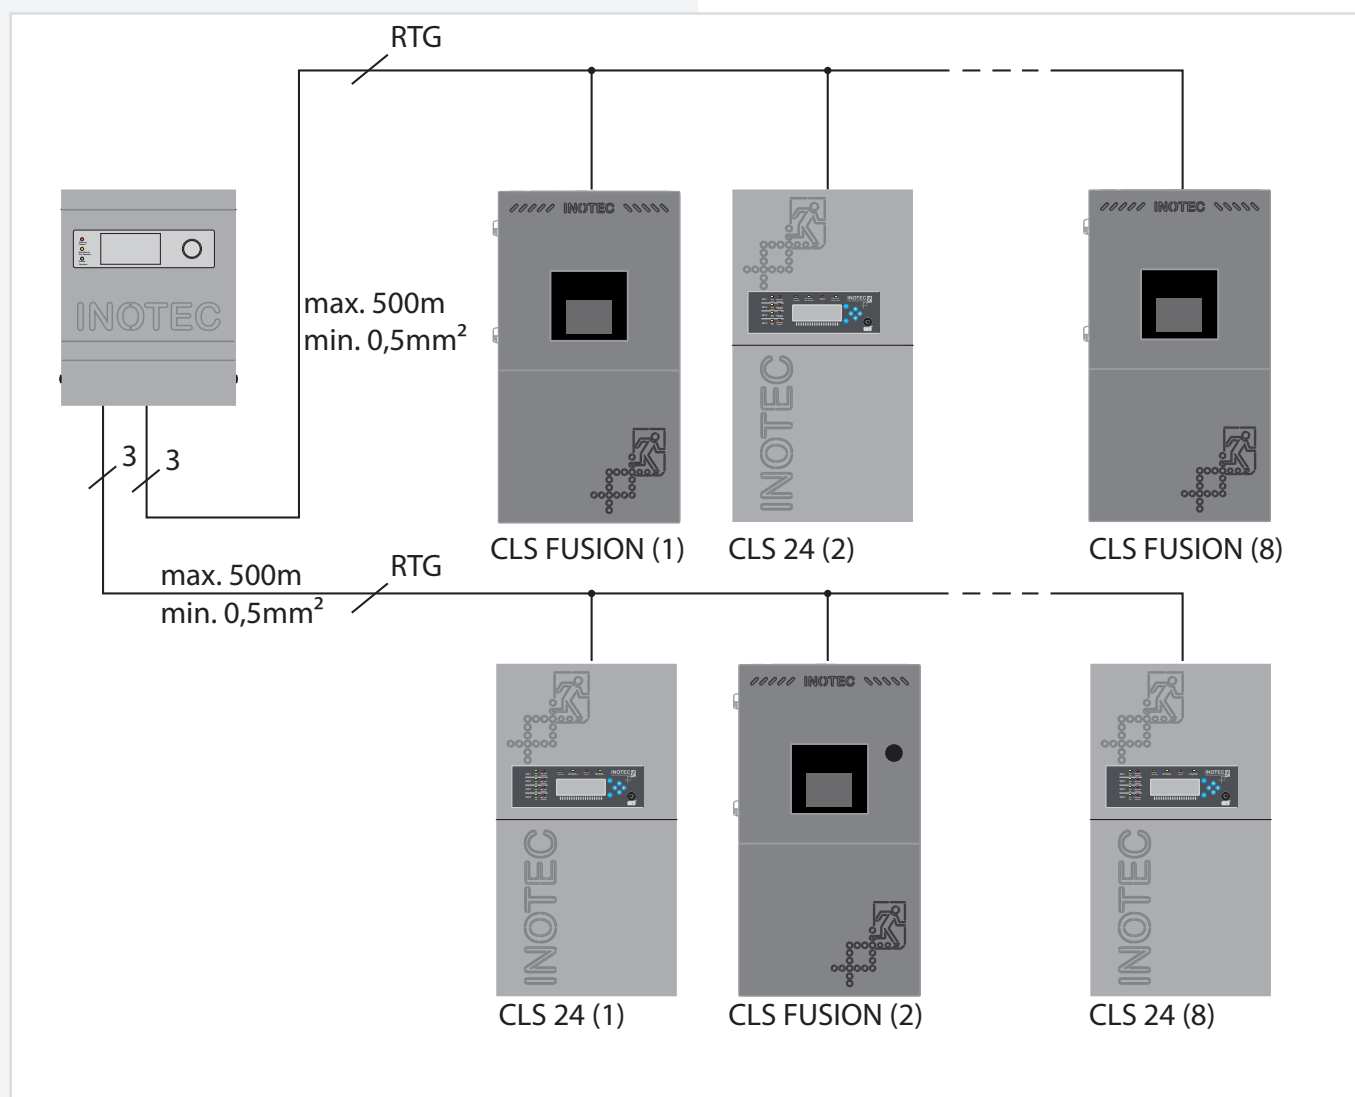 RTG
INOTEC
max. 500m
min. 0,5mm²
3
3
INOTEC
INOTEC
INOTEC
INOTEC
CLS FUSION (1)
CLS 24 (2)
CLS FUSION (8)
RTG
max. 500m
min. 0,5mm²
INOTEC
INOTEC
INOTEC
INOTEC
INOTEC
CLS 24 (1)
CLS FUSION (2)
CLS 24 (8)